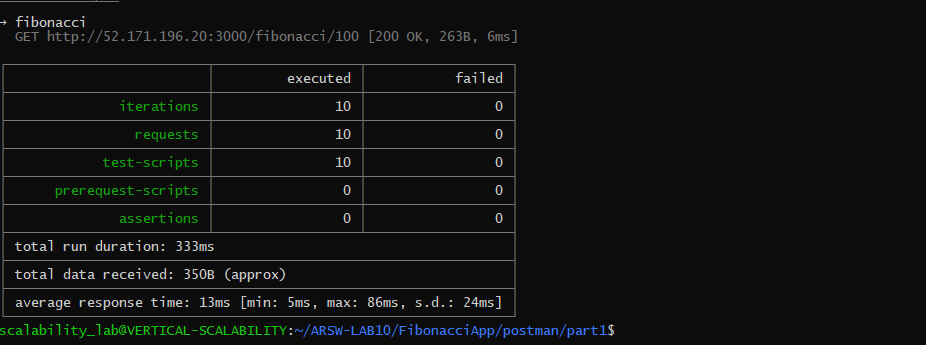 → fibonacci
GET http://52.171.196.20:3000/fibonacci/100 [200 OK, 263B, 6ms]
executed failed
iterations 10 0
requests 10 0
test-scripts 10 0
prerequest-scripts 0 0
assertions 0 0
total run duration: 333ms
total data received: 350B (approx)
average response time: 13ms [min: 5ms, max: 86ms, s.d.: 24ms]
scalability_lab@VERTICAL-SCALABILITY:~/ARSW-LAB10/FibonacciApp/postman/part1$